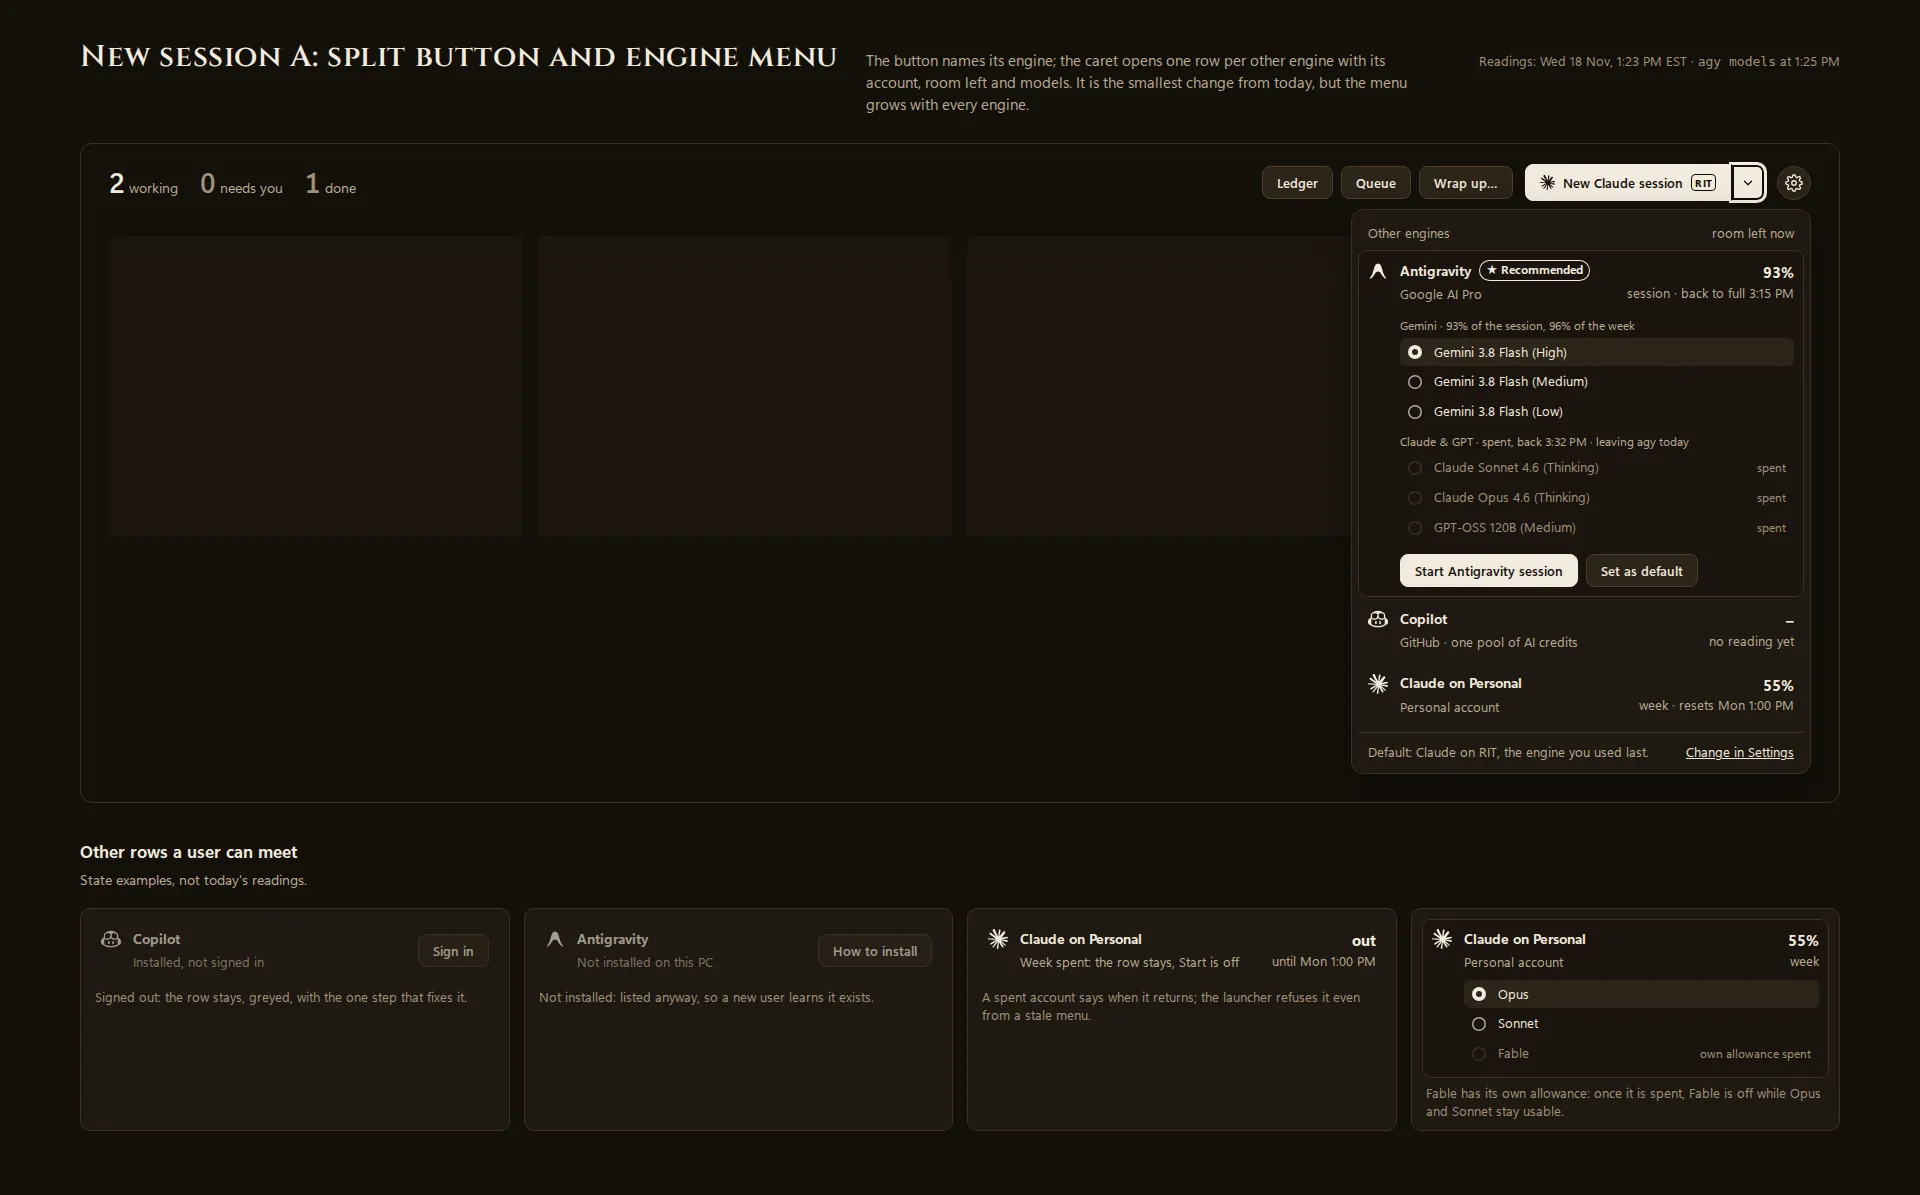 New session A: split button and engine menu
The button names its engine; the caret opens one row per other engine with its
account, room left and models. It is the smallest change from today, but the menu
grows with every engine.
Readings: Wed 18 Nov, 1:23 PM EST · agy models at 1:25 PM
2 working 0 needs you 1 done
Ledger
Queue
Wrap up...
New Claude session RIT
Other engines room left now
Antigravity ★ Recommended 93%
Google AI Pro session · back to full 3:15 PM
Gemini · 93% of the session, 96% of the week
Gemini 3.8 Flash (High)
Gemini 3.8 Flash (Medium)
Gemini 3.8 Flash (Low)
Claude & GPT · spent, back 3:32 PM · leaving agy today
Claude Sonnet 4.6 (Thinking) spent
Claude Opus 4.6 (Thinking) spent
GPT-OSS 120B (Medium) spent
Start Antigravity session Set as default
Copilot –
GitHub · one pool of AI credits no reading yet
Claude on Personal 55%
Personal account week · resets Mon 1:00 PM
Default: Claude on RIT, the engine you used last. Change in Settings
Other rows a user can meet
State examples, not today's readings.
Copilot
Installed, not signed in
Sign in
Signed out: the row stays, greyed, with the one step that fixes it.
Antigravity
Not installed on this PC
How to install
Not installed: listed anyway, so a new user learns it exists.
Claude on Personal out
Week spent: the row stays, Start is off until Mon 1:00 PM
A spent account says when it returns; the launcher refuses it even
from a stale menu.
Claude on Personal 55%
Personal account week
Opus
Sonnet
Fable own allowance spent
Fable has its own allowance: once it is spent, Fable is off while Opus
and Sonnet stay usable.